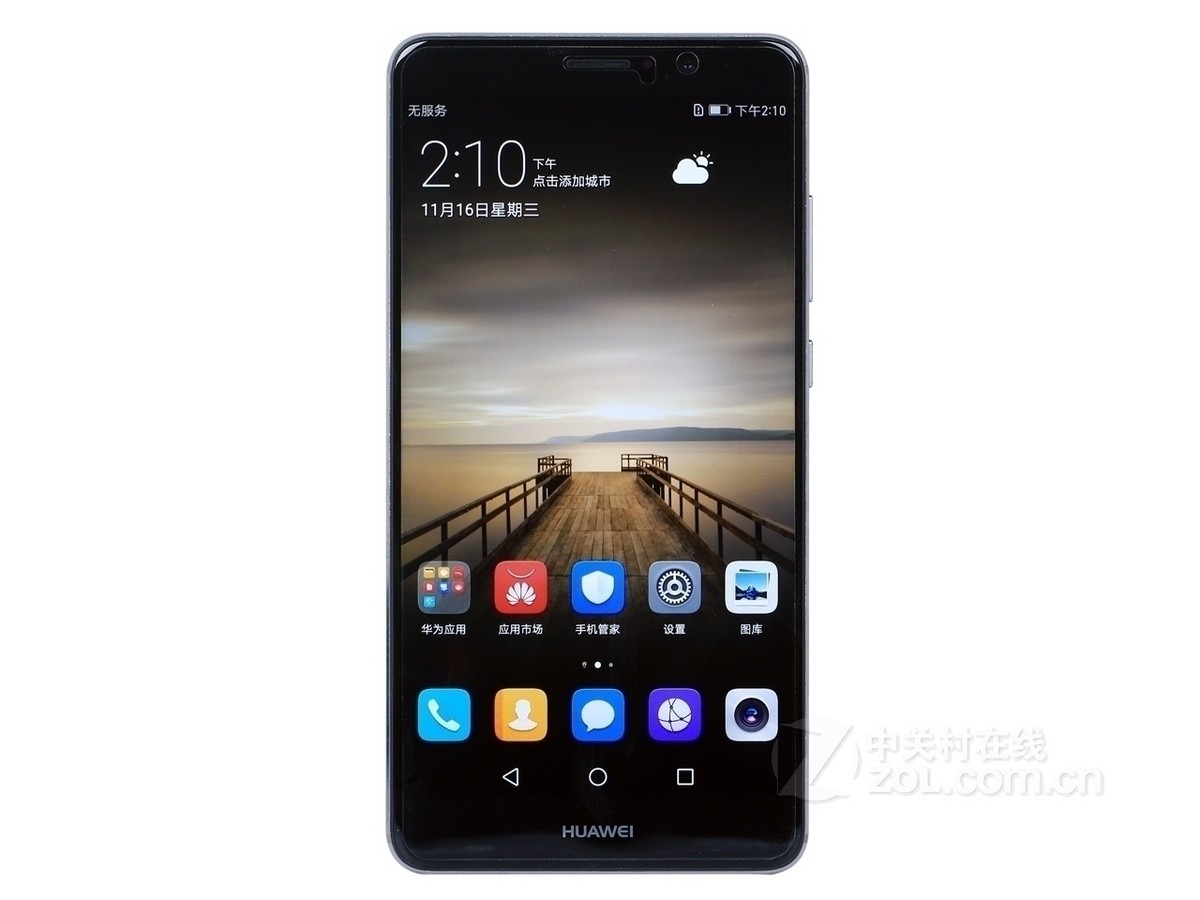 无服务
下午2:10
2:10
下午
点击添加城市
11月16日星期三
华为应用
应用市场
手机管家
设置
图库
HUAWEI
中关村在线
ZOL.com.cn